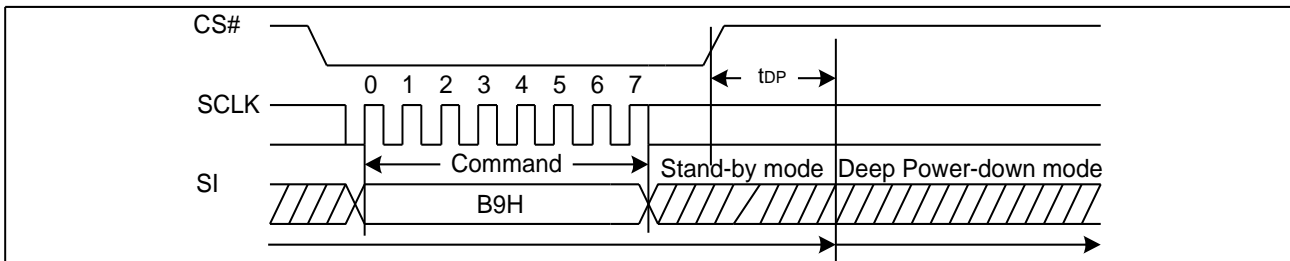 CS#
tDP
0 1 2 3 4 5 6 7
SCLK
Command
Stand-by mode Deep Power-down mode
SI
B9H